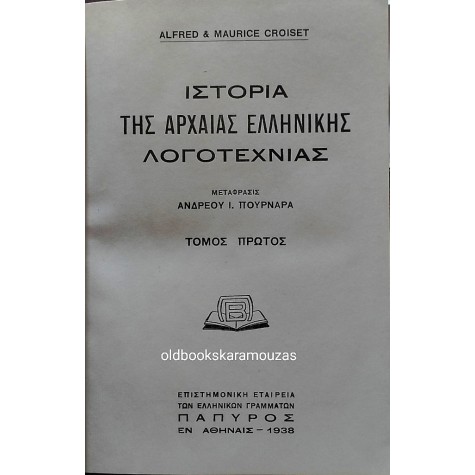 ALFRED & MAURICE CROISET
ΙΣΤΟΡΙΑ
ΤΗΣ ΑΡΧΑΙΑΣ ΕΛΛΗΝΙΚΗΣ
ΛΟΓΟΤΕΧΝΙΑΣ
ΜΕΤΑΦΡΑΣΙΣ
ΑΝΔΡΕΟΥ Ι. ΠΟΥΡΝΑΡΑ
ΤΟΜΟΣ ΠΡΩΤΟΣ
oldbookskaramouzas
ΕΠΙΣΤΗΜΟΝΙΚΗ ΕΤΑΙΡΕΙΑ
ΤΩΝ ΕΛΛΗΝΙΚΩΝ ΓΡΑΜΜΑΤΩΝ
ΠΑΠΥΡΟΣ
ΕΝ ΑΘΗΝΑΙΣ - 1938